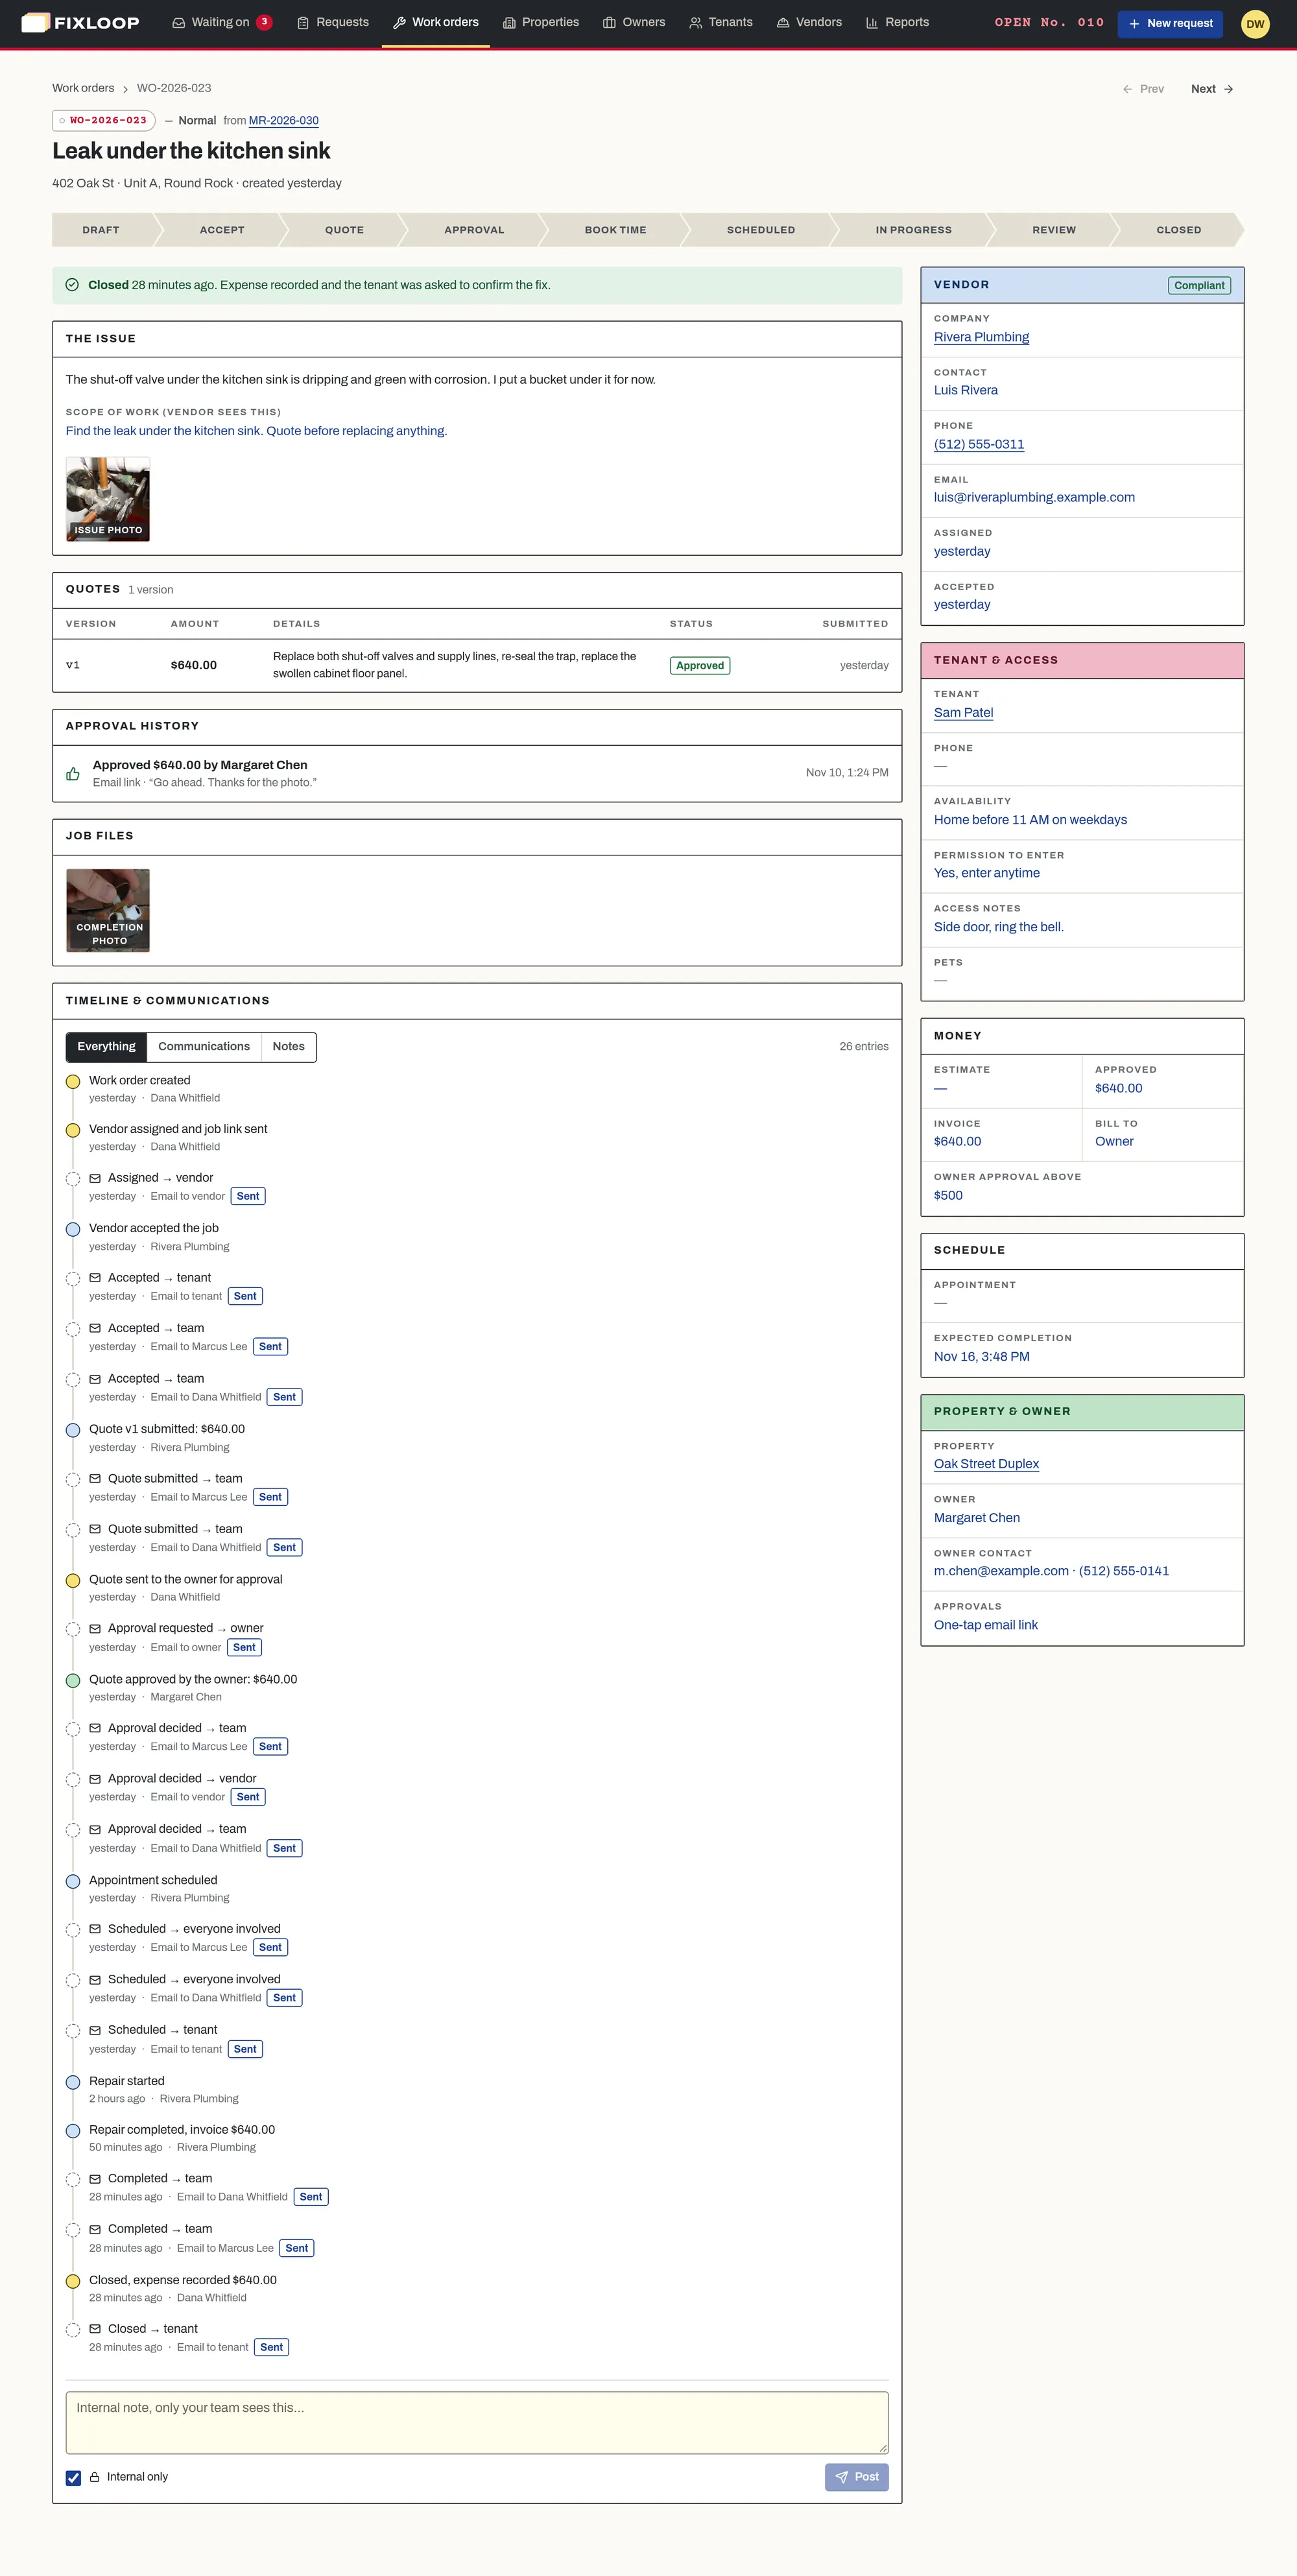 FIXLOOP
Waiting on 3
Requests
Work orders
Properties
Owners
Tenants
Vendors
Reports
OPEN No. 010
New request
DW
Work orders > WO-2026-023
Prev
Next
WO-2026-023
Normal from MR-2026-030
Leak under the kitchen sink
402 Oak St · Unit A, Round Rock · created yesterday
DRAFT
ACCEPT
QUOTE
APPROVAL
BOOK TIME
SCHEDULED
IN PROGRESS
REVIEW
CLOSED
Closed 28 minutes ago. Expense recorded and the tenant was asked to confirm the fix.
THE ISSUE
The shut-off valve under the kitchen sink is dripping and green with corrosion. I put a bucket under it for now.
SCOPE OF WORK (VENDOR SEES THIS)
Find the leak under the kitchen sink. Quote before replacing anything.
ISSUE PHOTO
QUOTES 1 version
VERSION AMOUNT DETAILS STATUS SUBMITTED
v1 $640.00 Replace both shut-off valves and supply lines, re-seal the trap, replace the
swollen cabinet floor panel. Approved yesterday
APPROVAL HISTORY
Approved $640.00 by Margaret Chen
Email link · “Go ahead. Thanks for the photo.”
Nov 10, 1:24 PM
JOB FILES
COMPLETION
PHOTO
TIMELINE & COMMUNICATIONS
Everything
Communications
Notes
26 entries
Work order created
yesterday · Dana Whitfield
Vendor assigned and job link sent
yesterday · Dana Whitfield
Assigned → vendor
yesterday · Email to vendor Sent
Vendor accepted the job
yesterday · Rivera Plumbing
Accepted → tenant
yesterday · Email to tenant Sent
Accepted → team
yesterday · Email to Marcus Lee Sent
Accepted → team
yesterday · Email to Dana Whitfield Sent
Quote v1 submitted: $640.00
yesterday · Rivera Plumbing
Quote submitted → team
yesterday · Email to Marcus Lee Sent
Quote submitted → team
yesterday · Email to Dana Whitfield Sent
Quote sent to the owner for approval
yesterday · Dana Whitfield
Approval requested → owner
yesterday · Email to owner Sent
Quote approved by the owner: $640.00
yesterday · Margaret Chen
Approval decided → team
yesterday · Email to Marcus Lee Sent
Approval decided → vendor
yesterday · Email to vendor Sent
Approval decided → team
yesterday · Email to Dana Whitfield Sent
Appointment scheduled
yesterday · Rivera Plumbing
Scheduled → everyone involved
yesterday · Email to Marcus Lee Sent
Scheduled → everyone involved
yesterday · Email to Dana Whitfield Sent
Scheduled → tenant
yesterday · Email to tenant Sent
Repair started
2 hours ago · Rivera Plumbing
Repair completed, invoice $640.00
50 minutes ago · Rivera Plumbing
Completed → team
28 minutes ago · Email to Dana Whitfield Sent
Completed → team
28 minutes ago · Email to Marcus Lee Sent
Closed, expense recorded $640.00
28 minutes ago · Dana Whitfield
Closed → tenant
28 minutes ago · Email to tenant Sent
Internal note, only your team sees this...
Internal only
Post
VENDOR
Compliant
COMPANY
Rivera Plumbing
CONTACT
Luis Rivera
PHONE
(512) 555-0311
EMAIL
luis@riveraplumbing.example.com
ASSIGNED
yesterday
ACCEPTED
yesterday
TENANT & ACCESS
TENANT
Sam Patel
PHONE
—
AVAILABILITY
Home before 11 AM on weekdays
PERMISSION TO ENTER
Yes, enter anytime
ACCESS NOTES
Side door, ring the bell.
PETS
—
MONEY
ESTIMATE
—
APPROVED
$640.00
INVOICE
$640.00
BILL TO
Owner
OWNER APPROVAL ABOVE
$500
SCHEDULE
APPOINTMENT
—
EXPECTED COMPLETION
Nov 16, 3:48 PM
PROPERTY & OWNER
PROPERTY
Oak Street Duplex
OWNER
Margaret Chen
OWNER CONTACT
m.chen@example.com · (512) 555-0141
APPROVALS
One-tap email link